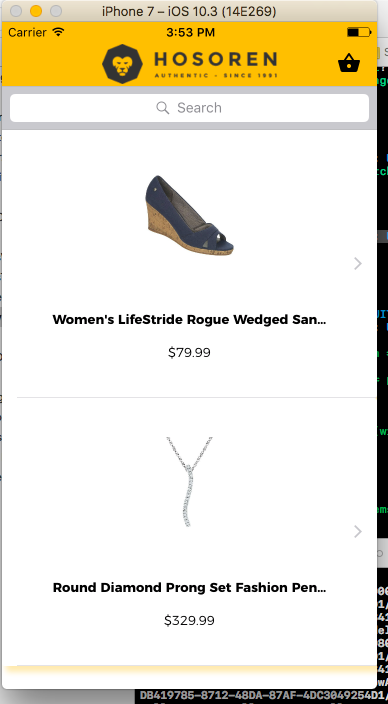 iPhone 7 – iOS 10.3 (14E269)
Carrier 3:53 PM
HOSOREN
AUTHENTIC - SINCE 1991
Search
Women's LifeStride Rogue Wedged San...
$79.99
Round Diamond Prong Set Fashion Pen...
$329.99
DB419785-8712-48DA-87AF-4DC3049254D1/